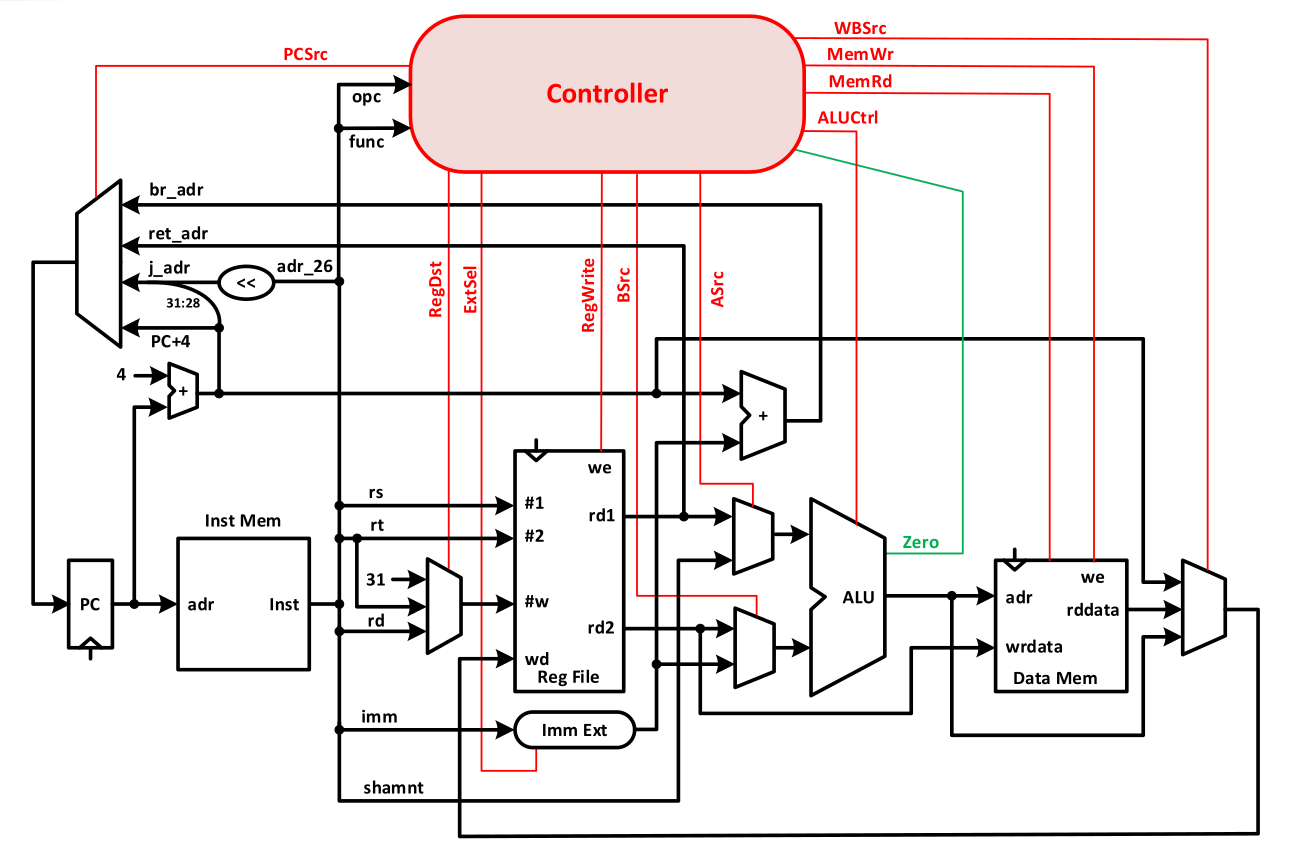 WBSrc
PCSrc
MemWr
MemRd
Controller
opc
ALUCtrl
func
br_adr
ret_adr
j_adr
<<
adr_26
31:28
PC+4
RegDst
ExtSel
RegWrite
BSrc
ASrc
4
+
+
we
rs
#1
rd1
Inst Mem
rt
#2
Zero
31
we
PC
adr
Inst
#w
ALU
adr
rddata
rd
rd2
wrdata
wd
Reg File
Data Mem
imm
Imm Ext
shamnt